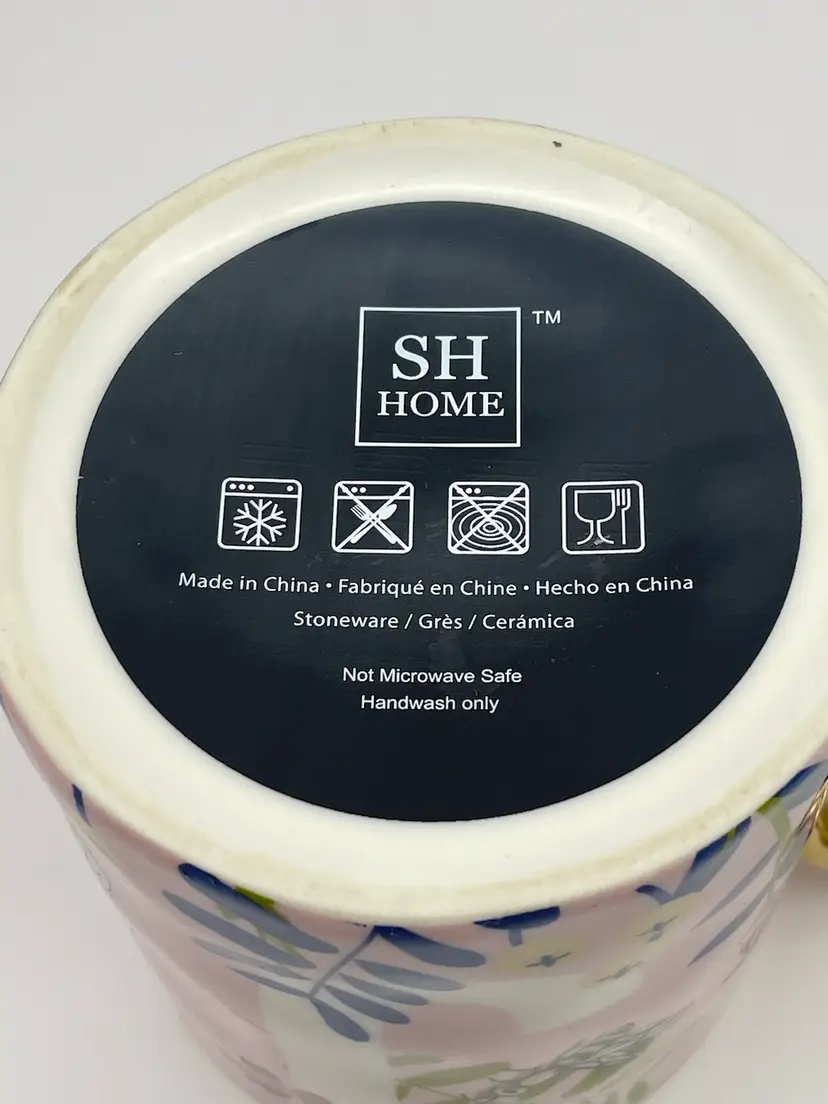 SH
HOME
TM
Made in China • Fabriqué en Chine • Hecho en China
Stoneware / Grès / Cerámica
Not Microwave Safe
Handwash only